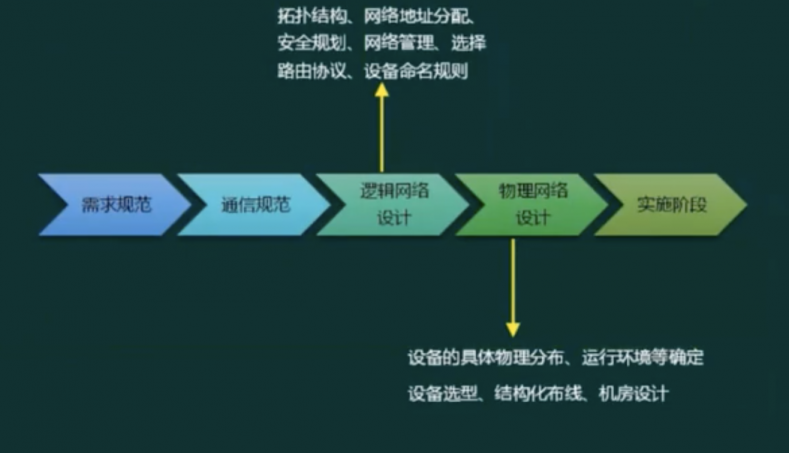 拓扑结构、网络地址分配、
安全规划、网络管理、选择
路由协议、设备命名规则
需求规范
通信规范
逻辑网络
设计
物理网络
设计
实施阶段
设备的具体物理分布、运行环境等确定
设备选型、结构化布线、机房设计